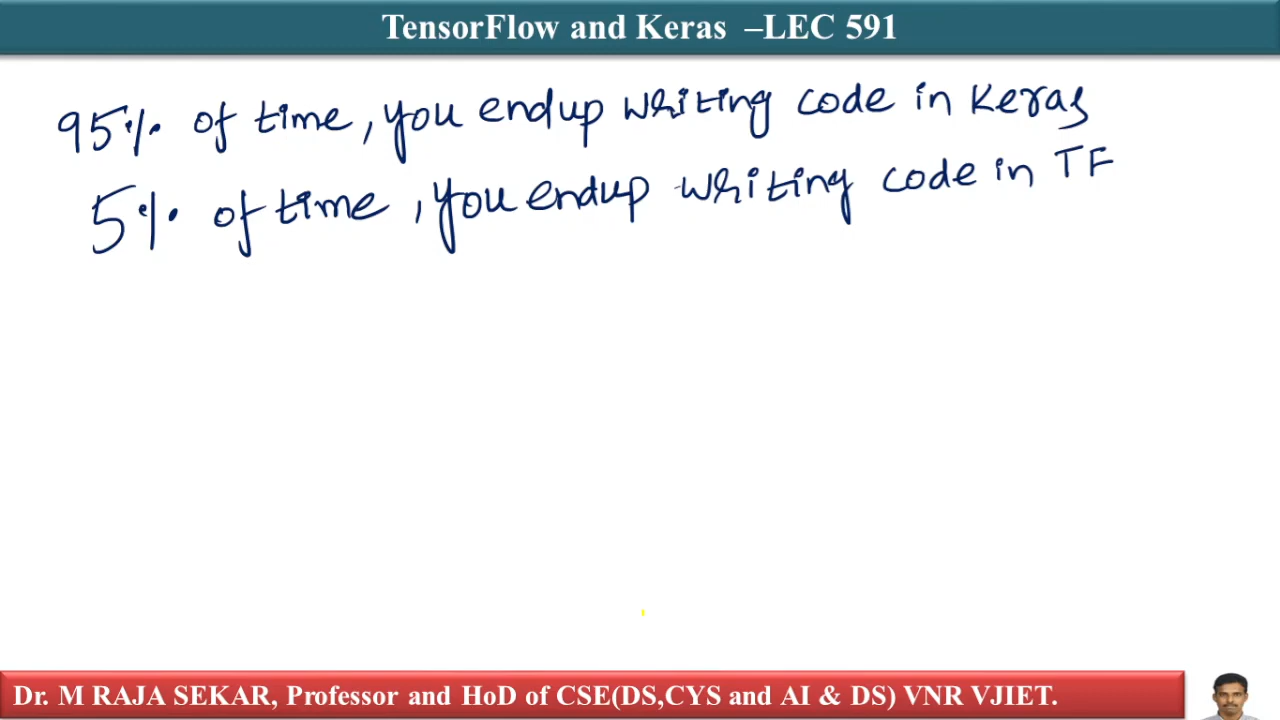 TensorFlow and Keras –LEC 591
95% of time, you endup writing code in Keras
5% of time, you endup writing code in TF
Dr. M RAJA SEKAR, Professor and HoD of CSE(DS,CYS and AI & DS) VNR VJIET.